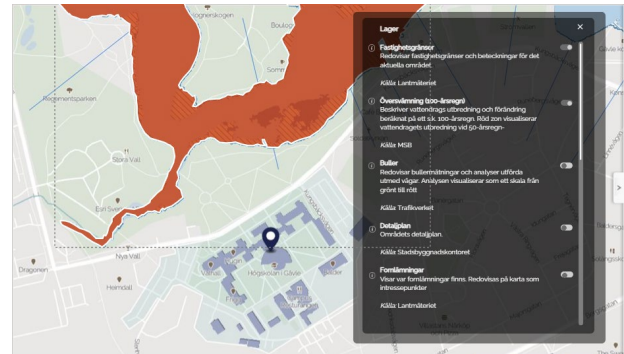 Lager
Fastighetsgränser
Redovisar fastighetsgränser och beteckningar för det
aktuella området.
Källa: Lantmäteriet
Översvämning (100-årsregn)
Beskriver vattendrags utbredning och förändring
beräknat på ett s.k. 100-årsregn. Röd zon visualiserar
vattendragets utbredning vid 50-årsregn-
Källa: MSB
Buller
Redovisar bullermätningar och analyser utförda
utmed vägar. Analysen visualiserar som ett skala från
grönt till rött
Källa: Trafikverket
Detaljplan
Områdets detaljplan.
Källa: Stadsbyggnadskontoret
Fornlämningar
Visar var fornlämningar finns. Redovisas på karta som
intressepunkter
Källa: Lantmäteriet
Regementsparken
Stora Vall
Nya Vall
Dragonen
Heimdall
Högskolan i Gävle
Kungsbäcksvägen